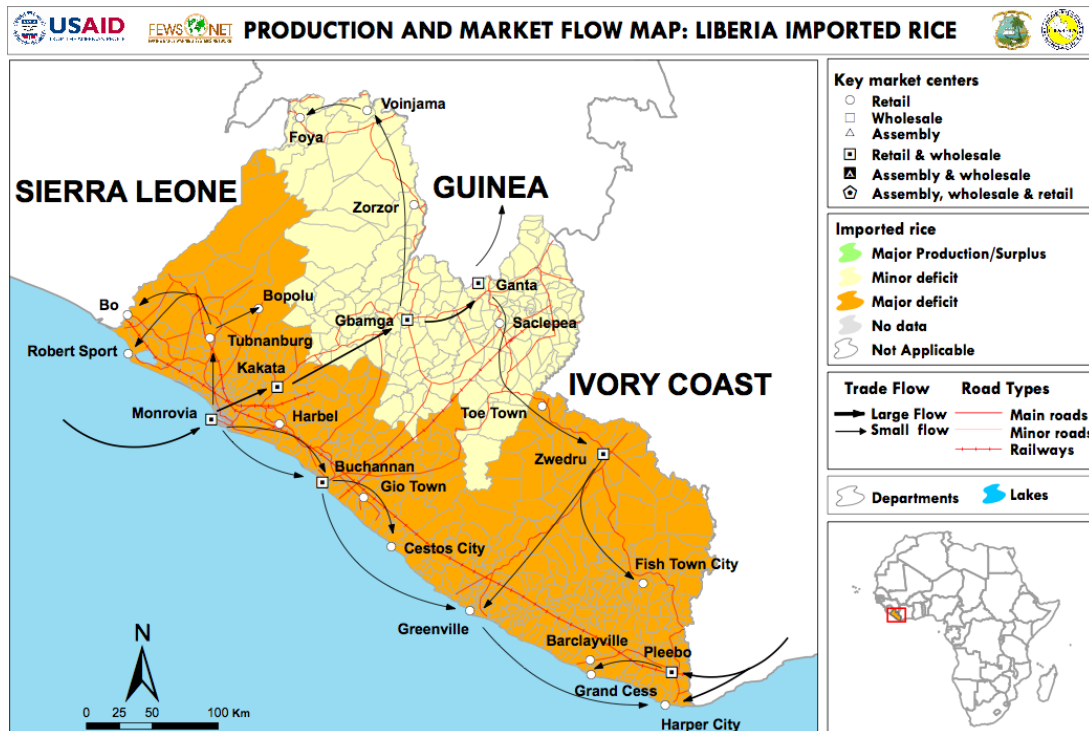 USAID
FROM THE AMERICAN PEOPLE
FEWS NET
PRODUCTION AND MARKET FLOW MAP: LIBERIA IMPORTED RICE
SIERRA LEONE
GUINEA
IVORY COAST
Voinjama
Foya
Zorzor
Ganta
Gbamga
Saclepea
Bo
Bopolu
Tubnanburg
Robert Sport
Kakata
Monrovia
Harbel
Toe Town
Zwedru
Buchannan
Gio Town
Cestos City
Fish Town City
Greenville
Barclayville
Pleebo
Grand Cess
Harper City
N
0 25 50 100 Km
Key market centers
Retail
Wholesale
Assembly
Retail & wholesale
Assembly & wholesale
Assembly, wholesale & retail
Imported rice
Major Production/Surplus
Minor deficit
Major deficit
No data
Not Applicable
Trade Flow Road Types
Large Flow Main roads
Small flow Minor roads
Railways
Departments Lakes